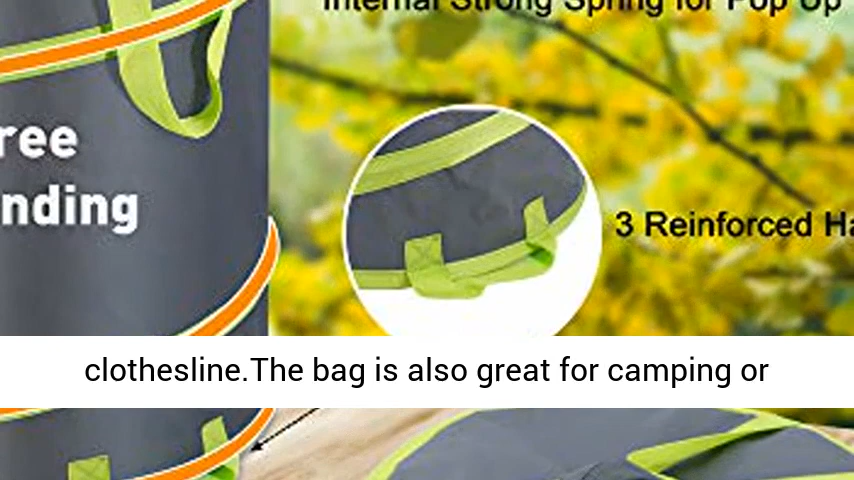 Internal Strong Spring for Pop Up
ree
nding
3 Reinforced Ha
clothesline.The bag is also great for camping or